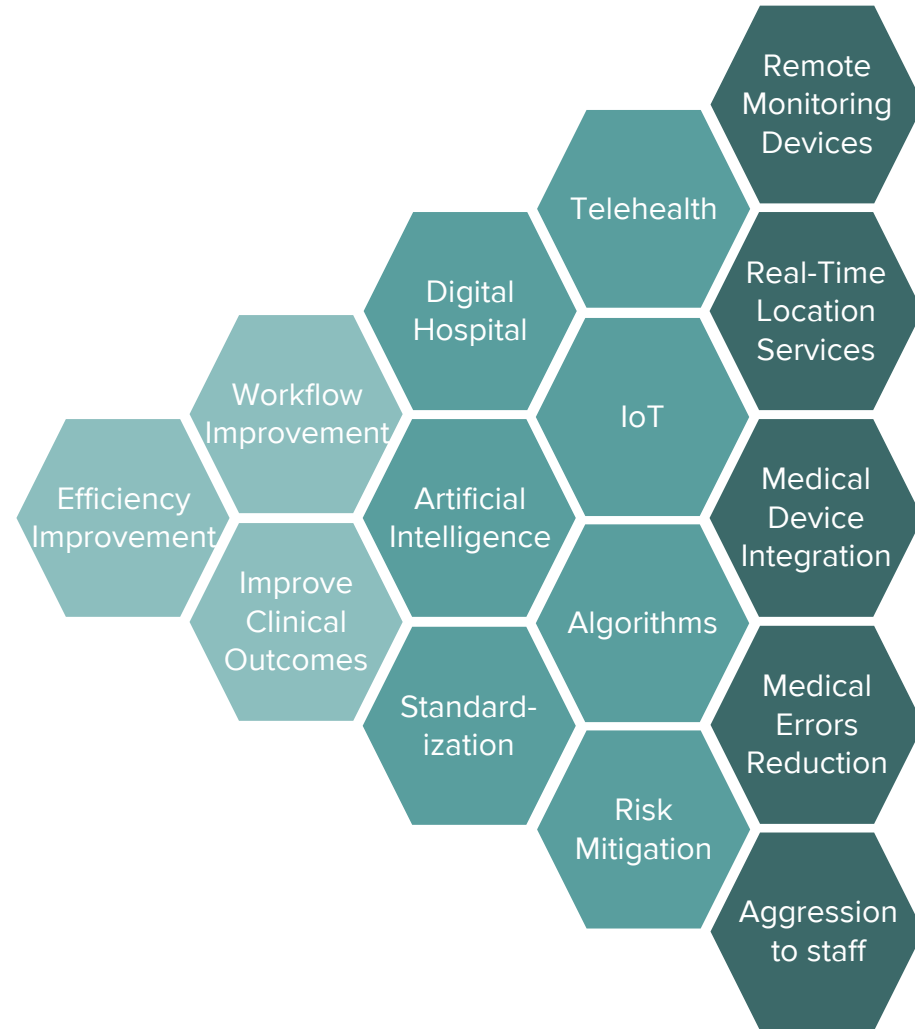 Remote
Monitoring
Devices
Telehealth
Real-Time
Location
Services
Digital
Hospital
Workflow
Improvement
IoT
Efficiency
Improvement
Artificial
Intelligence
Medical
Device
Integration
Improve
Clinical
Outcomes
Algorithms
Standard-
ization
Medical
Errors
Reduction
Risk
Mitigation
Aggression
to staff